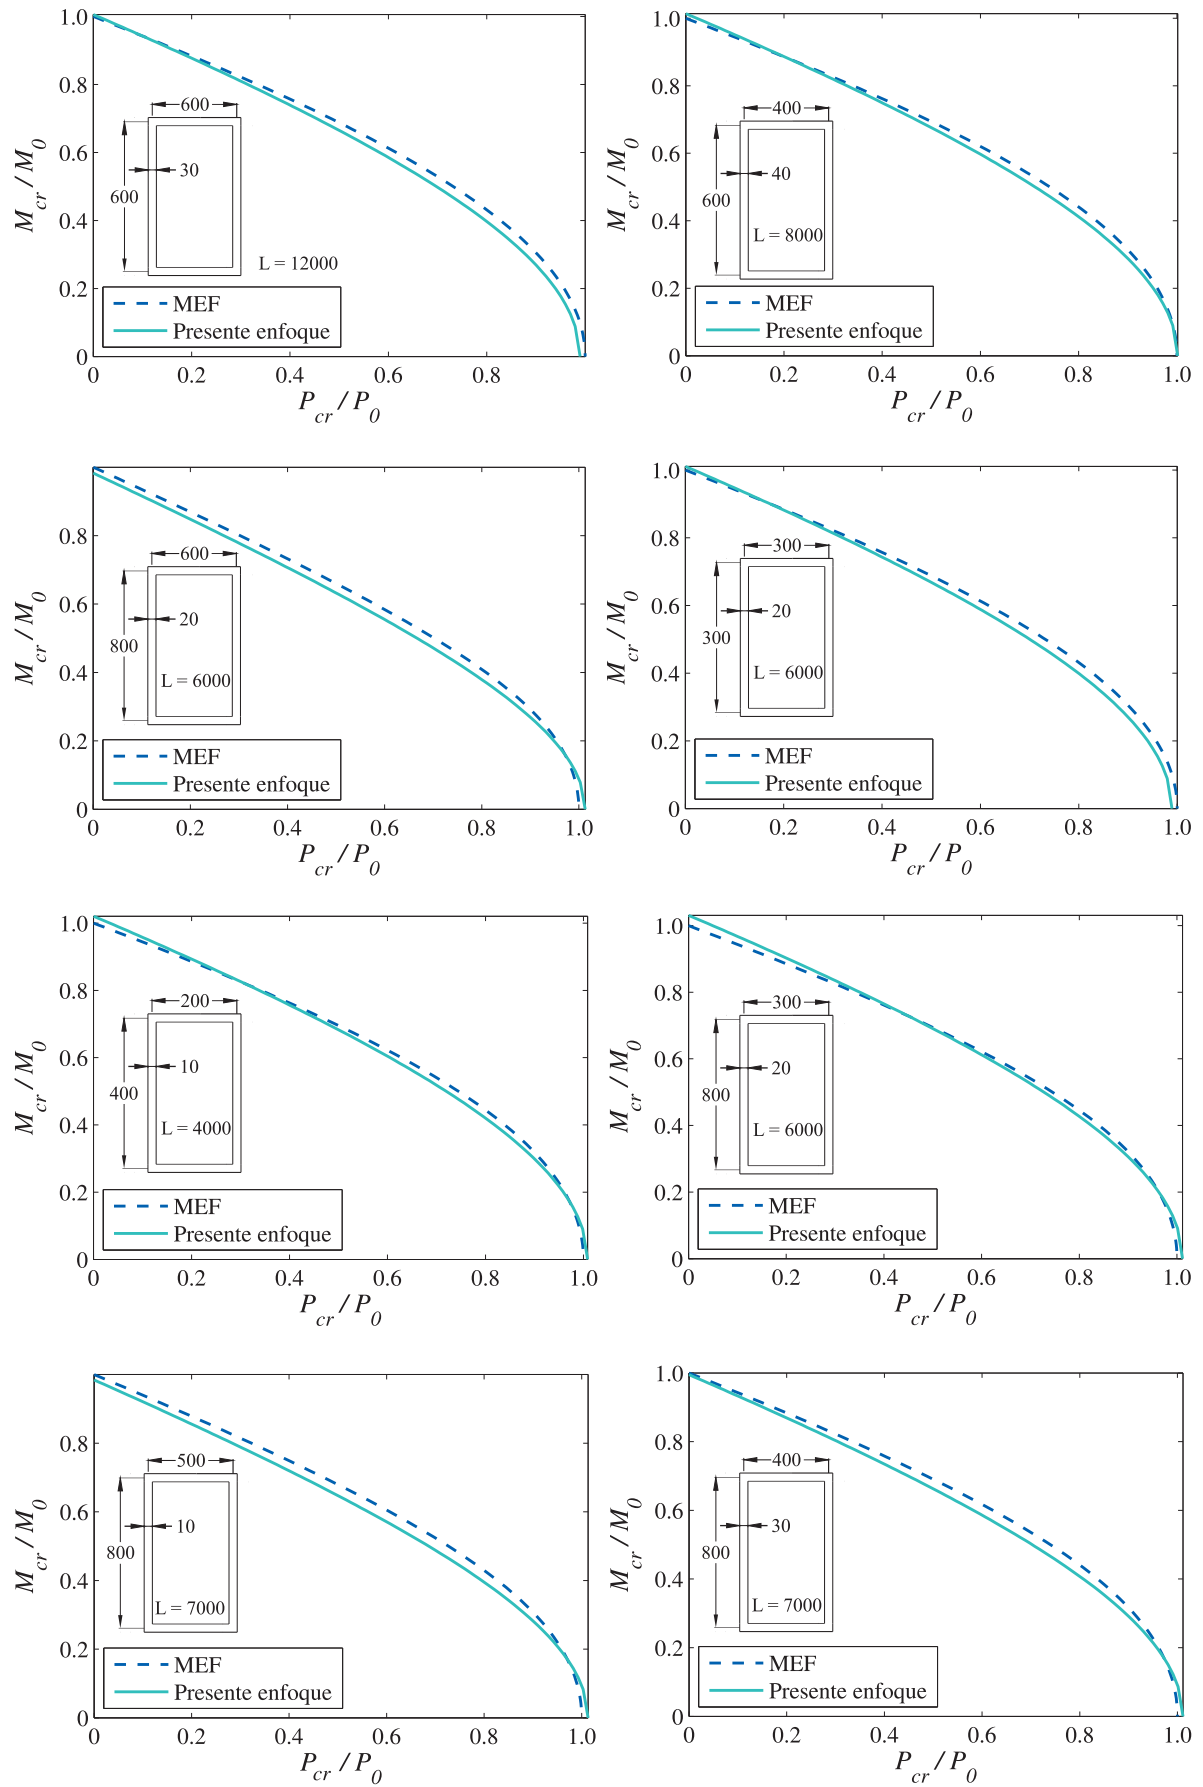 1.0
0.8
0.6
0.4
0.2
0
M_cr / M_0
600
600
30
L = 12000
MEF
Presente enfoque
0
0.2
0.4
0.6
0.8
P_cr / P_0
1.0
0.8
0.6
0.4
0.2
0
M_cr / M_0
400
600
40
L = 8000
MEF
Presente enfoque
0
0.2
0.4
0.6
0.8
1.0
P_cr / P_0
0.8
0.6
0.4
0.2
0
M_cr / M_0
600
800
20
L = 6000
MEF
Presente enfoque
0
0.2
0.4
0.6
0.8
1.0
P_cr / P_0
1.0
0.8
0.6
0.4
0.2
0
M_cr / M_0
300
300
20
L = 6000
MEF
Presente enfoque
0
0.2
0.4
0.6
0.8
1.0
P_cr / P_0
1.0
0.8
0.6
0.4
0.2
0
M_cr / M_0
200
400
10
L = 4000
MEF
Presente enfoque
0
0.2
0.4
0.6
0.8
1.0
P_cr / P_0
1.0
0.8
0.6
0.4
0.2
0
M_cr / M_0
300
800
20
L = 6000
MEF
Presente enfoque
0
0.2
0.4
0.6
0.8
1.0
P_cr / P_0
0.8
0.6
0.4
0.2
0
M_cr / M_0
500
800
10
L = 7000
MEF
Presente enfoque
0
0.2
0.4
0.6
0.8
1.0
P_cr / P_0
1.0
0.8
0.6
0.4
0.2
0
M_cr / M_0
400
800
30
L = 7000
MEF
Presente enfoque
0
0.2
0.4
0.6
0.8
1.0
P_cr / P_0